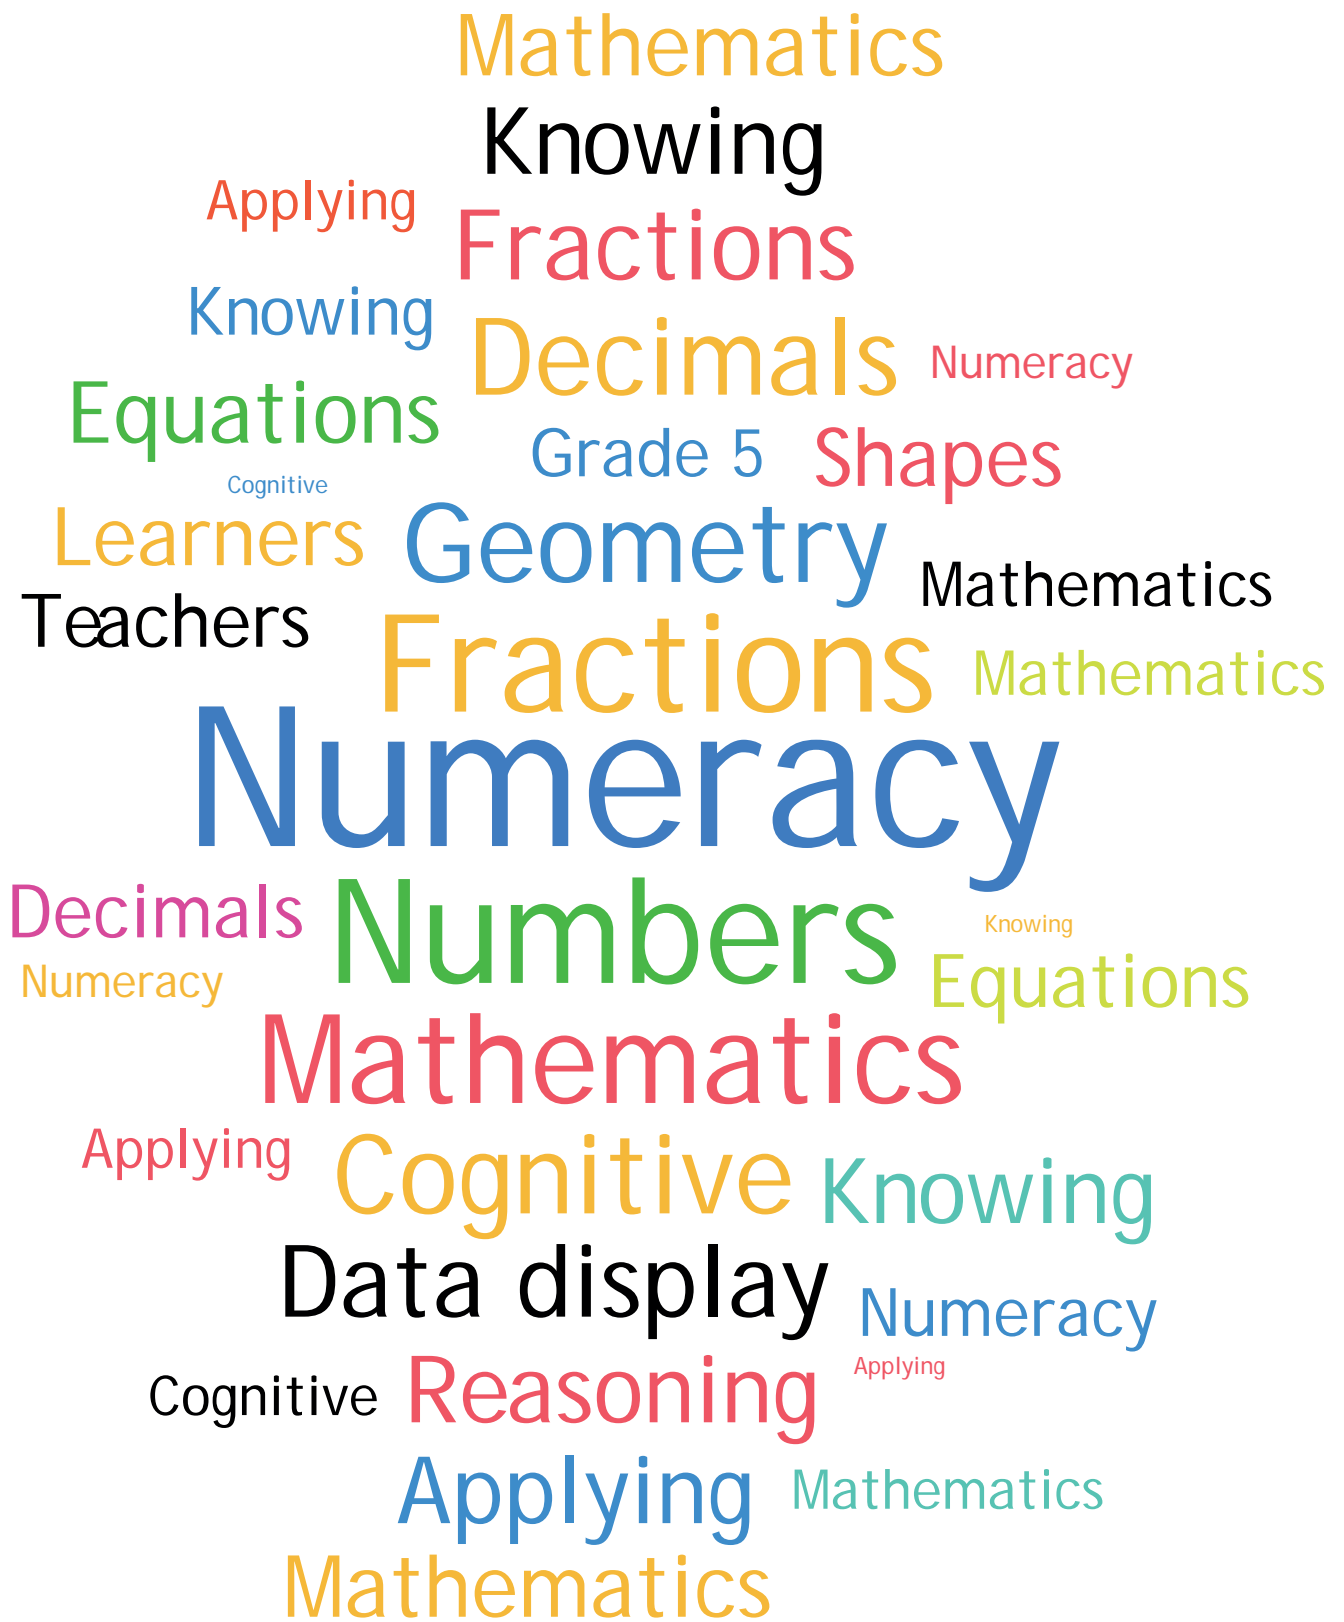 Mathematics
Knowing
Applying
Fractions
Knowing
Decimals
Numeracy
Equations
Grade 5
Shapes
Cognitive
Learners
Geometry
Mathematics
Teachers
Fractions
Mathematics
Numeracy
Decimals
Numbers
Knowing
Numeracy
Equations
Mathematics
Applying
Cognitive
Knowing
Data display
Numeracy
Cognitive
Reasoning
Applying
Applying
Mathematics
Mathematics